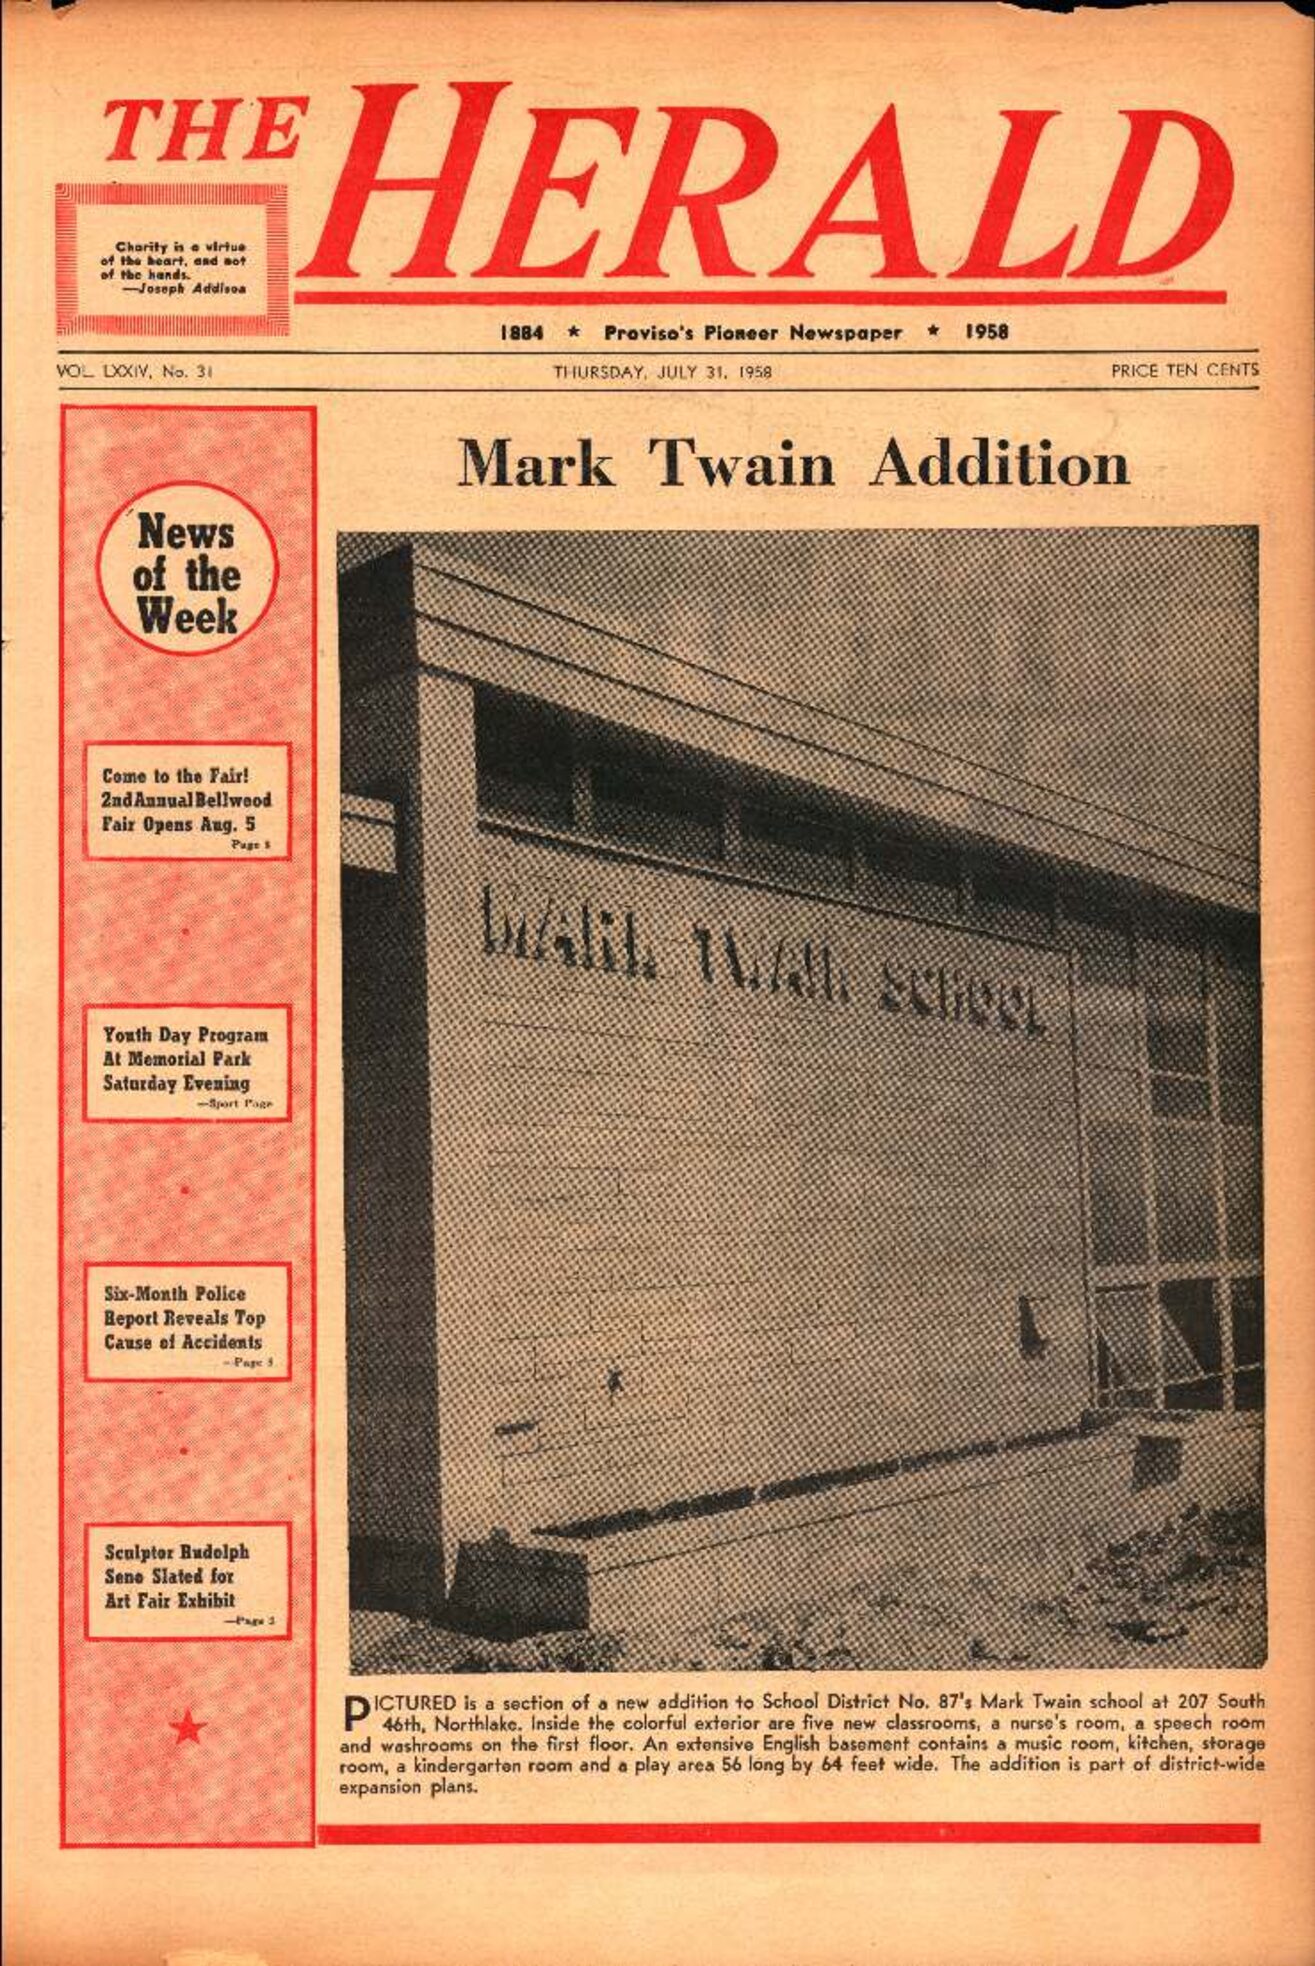 THE HERALD
Charity is a virtue
of the heart, and not
of the hands.
—Joseph Addison
1884 ★ Proviso's Pioneer Newspaper ★ 1958
VOL. LXXIV, No. 31 THURSDAY, JULY 31, 1958 PRICE TEN CENTS
News
of the
Week
Come to the Fair!
2nd Annual Bellwood
Fair Opens Aug. 5
Page
Youth Day Program
At Memorial Park
Saturday Evening
—Sport Page
Six-Month Police
Report Reveals Top
Cause of Accidents
—Page
Sculptor Rudolph
Seno Slated for
Art Fair Exhibit
—Page
Mark Twain Addition
MARK TWAIN SCHOOL
PICTURED is a section of a new addition to School District No. 87's Mark Twain school at 207 South
46th, Northlake. Inside the colorful exterior are five new classrooms, a nurse's room, a speech room
and washrooms on the first floor. An extensive English basement contains a music room, kitchen, storage
room, a kindergarten room and a play area 56 long by 64 feet wide. The addition is part of district-wide
expansion plans.